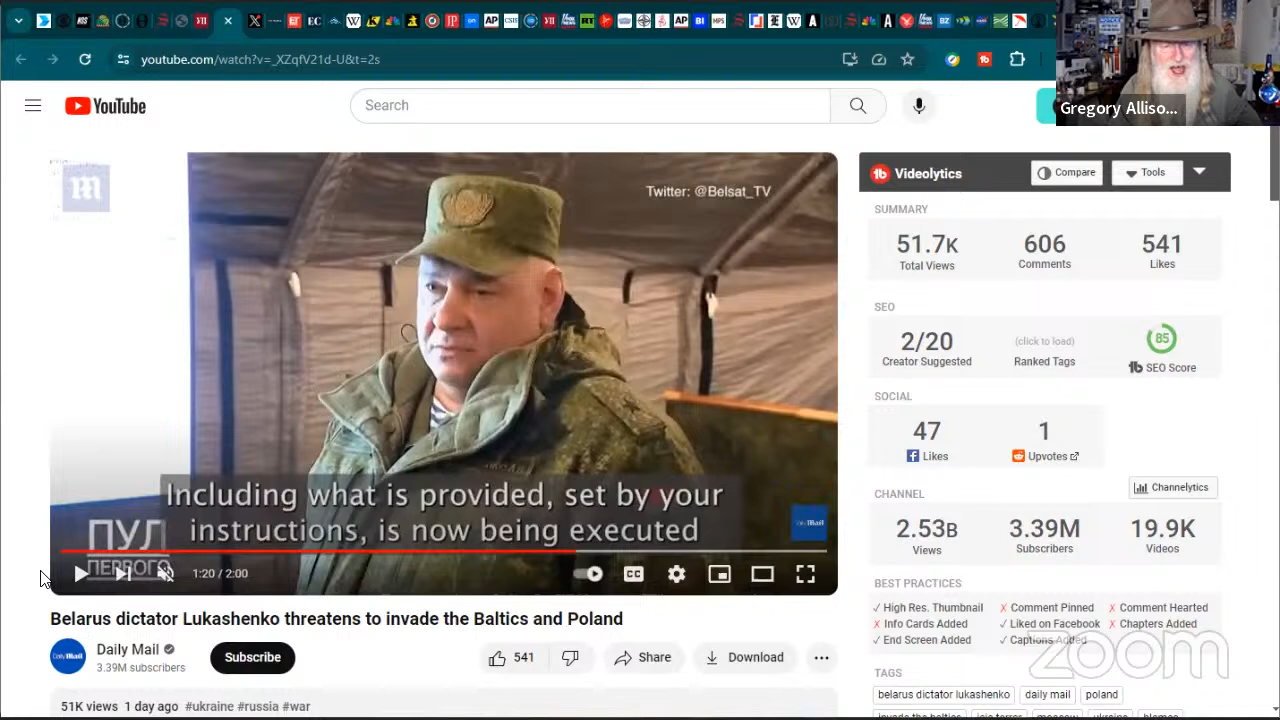 youtube.com/watch?v=_XZqfV21d-U&t=2s
Gregory Alliso...
YouTube
Search
Twitter: @Belsat_TV
Including what is provided, set by your
instructions, is now being executed
ПУЛ
ПЕРВОГО
Daily Mail
1:20 / 2:00
Belarus dictator Lukashenko threatens to invade the Baltics and Poland
Daily Mail
3.39M subscribers
Subscribe
541
Share
Download
51K views 1 day ago #ukraine #russia #war
Videolytics
Compare
Tools
SUMMARY
51.7K
606
541
Total Views
Comments
Likes
SEO
2/20
(click to load)
85
Creator Suggested
Ranked Tags
tb SEO Score
SOCIAL
47
1
Likes
Upvotes
CHANNEL
Channelytics
2.53B
3.39M
19.9K
Views
Subscribers
Videos
BEST PRACTICES
✓ High Res. Thumbnail
✗ Comment Pinned
✗ Comment Hearted
✗ Info Cards Added
✓ Lined on Facebook
✗ Chapters Added
✓ End Screen Added
✓ Captions Added
zoom
TAGS
belarus dictator lukashenko
daily mail
poland